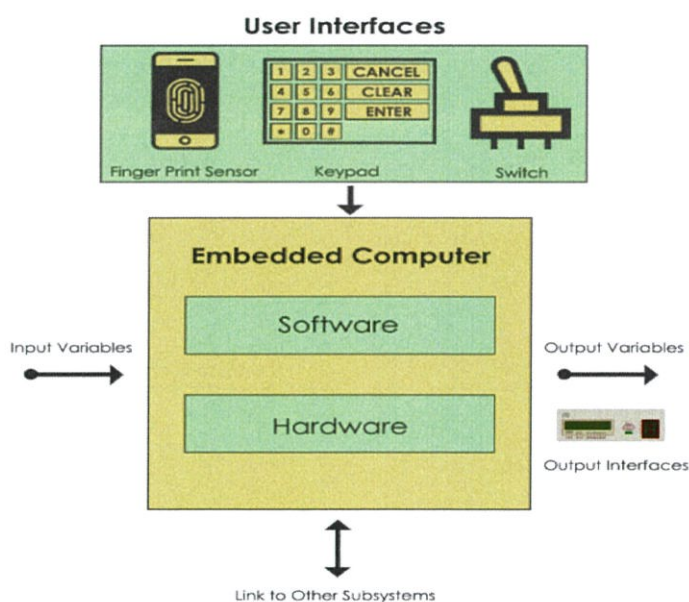 User Interfaces
1 2 3 CANCEL
4 5 6 CLEAR
7 8 9 ENTER
* 0 #
Finger Print Sensor Keypad Switch
Embedded Computer
Software
Input Variables Output Variables
Hardware
Output Interfaces
Link to Other Subsystems